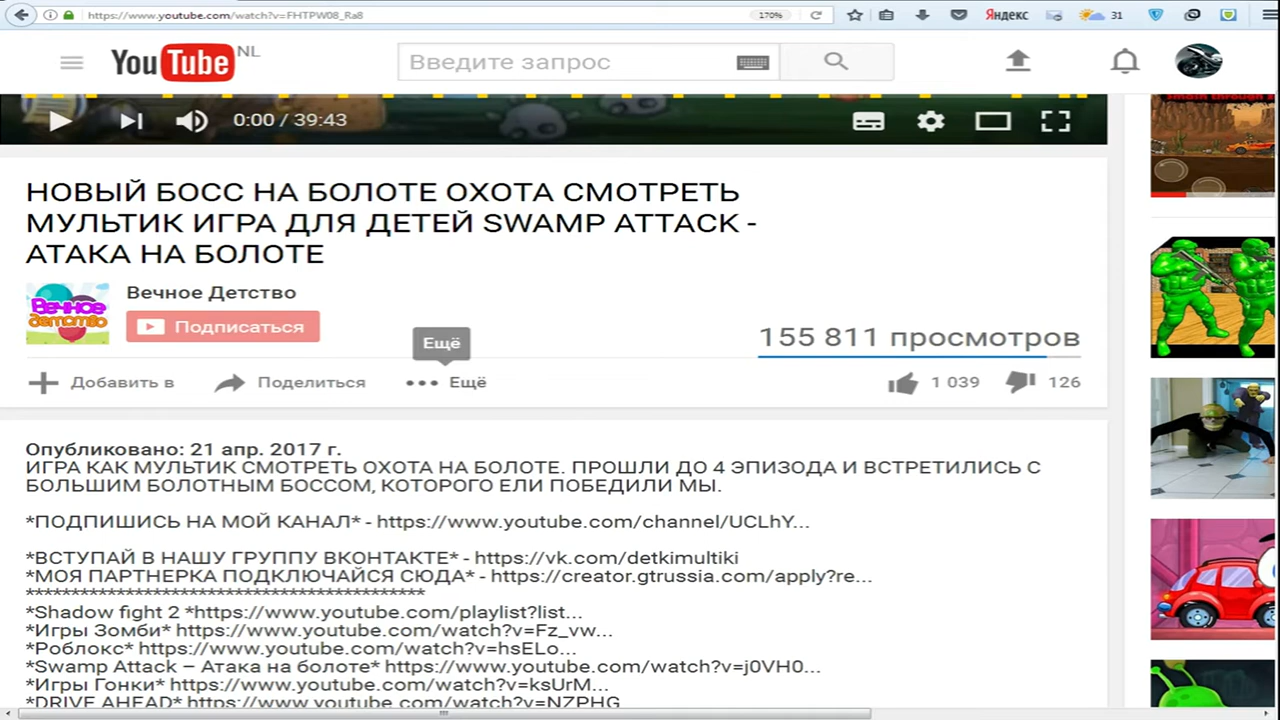 https://www.youtube.com/watch?v=FHTPW08_Ra8
170%
Яндекс
31
YouTube NL
Введите запрос
0:00 / 39:43
НОВЫЙ БОСС НА БОЛОТЕ ОХОТА СМОТРЕТЬ
МУЛЬТИК ИГРА ДЛЯ ДЕТЕЙ SWAMP ATTACK -
АТАКА НА БОЛОТЕ
Вечное Детство
Вечное
детство
Подписаться
Ещё
155 811 просмотров
Добавить в
Поделиться
Ещё
1 039
126
Опубликовано: 21 апр. 2017 г.
ИГРА КАК МУЛЬТИК СМОТРЕТЬ ОХОТА НА БОЛОТЕ. ПРОШЛИ ДО 4 ЭПИЗОДА И ВСТРЕТИЛИСЬ С
БОЛЬШИМ БОЛОТНЫМ БОССОМ, КОТОРОГО ЕЛИ ПОБЕДИЛИ МЫ.
*ПОДПИШИСЬ НА МОЙ КАНАЛ* - https://www.youtube.com/channel/UCLhY...
*ВСТУПАЙ В НАШУ ГРУППУ ВКОНТАКТЕ* - https://vk.com/detkimultiki
*МОЯ ПАРТНЕРКА ПОДКЛЮЧАЙСЯ СЮДА* - https://creator.gtrussia.com/apply?re...
******************************************
*Shadow fight 2 *https://www.youtube.com/playlist?list...
*Игры Зомби* https://www.youtube.com/watch?v=Fz_vw...
*Роблокс* https://www.youtube.com/watch?v=hsELo...
*Swamp Attack – Атака на болоте* https://www.youtube.com/watch?v=j0VH0...
*Игры Гонки* https://www.youtube.com/watch?v=ksUrM...
*DRIVE AHEAD* https://www.youtube.com/watch?v=NZPHG